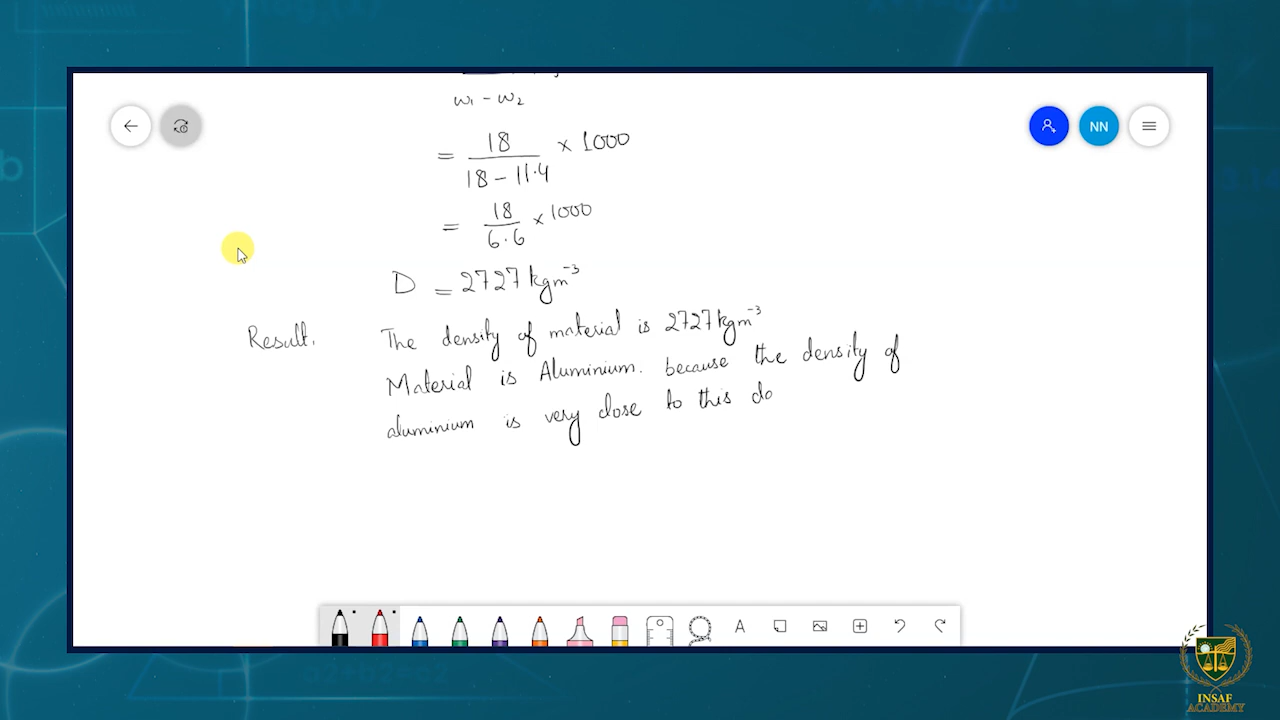 w₁ - w₂
= 18 / 18 - 11.4 × 1000
= 18 / 6.6 × 1000
D = 2727 kgm⁻³
Result. The density of material is 2727 kgm⁻³
Material is Aluminium. because the density of
aluminium is very close to this do
NN
A
INSAF
ACADEMY